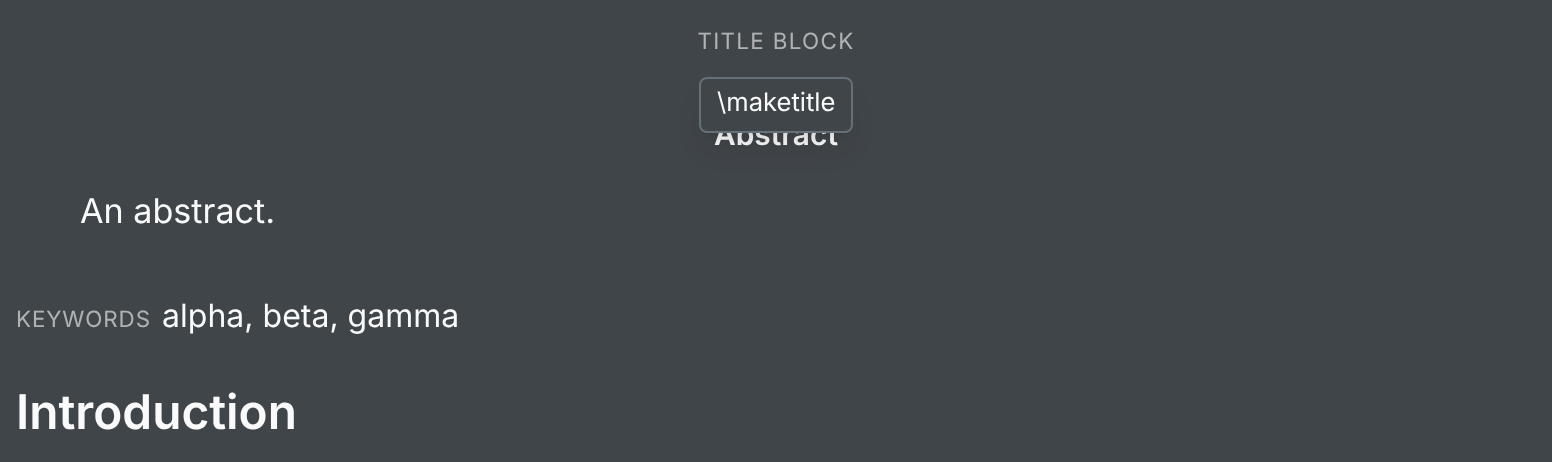 TITLE BLOCK
\maketitle
Abstract
An abstract.
KEYWORDS alpha, beta, gamma
Introduction